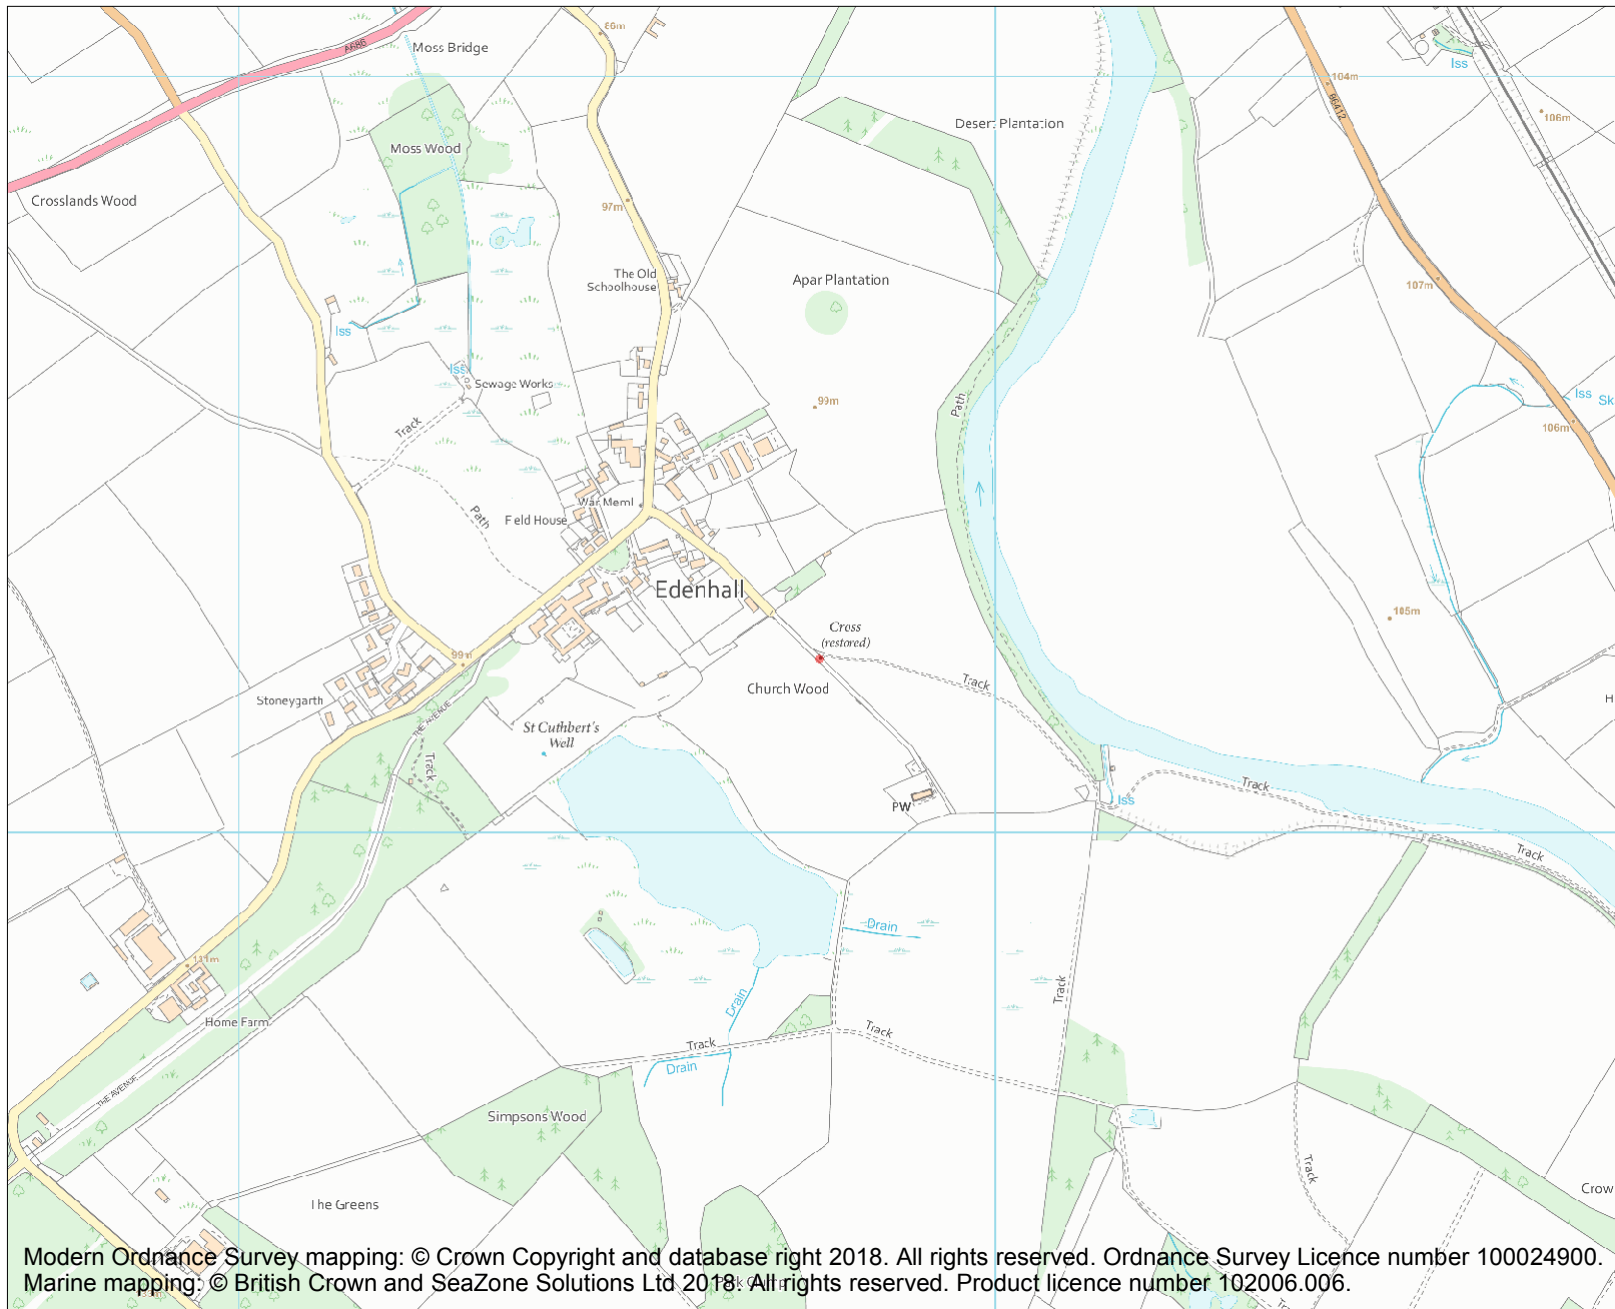 86m
A686
Moss Bridge
Iss
104m
B6412
106m
Desert Plantation
Moss Wood
Crosslands Wood
97m
The Old
Schoolhouse
Apar Plantation
107m
Iss
Iss
Sewage Works
99m
Iss
Sk
106m
Track
Path
Path
War Meml
Field House
Edenhall
105m
Cross
(restored)
99m
Track
Church Wood
Stoneygarth
THE AVENUE
St Cuthbert's
Well
Track
H
PW
Iss
Track
Track
Drain
111m
Home Farm
Drain
Track
Track
Track
Drain
THE AVENUE
Simpsons Wood
Track
Crow
The Greens
Modern Ordnance Survey mapping: © Crown Copyright and database right 2018. All rights reserved. Ordnance Survey Licence number 100024900.
Marine mapping: © British Crown and SeaZone Solutions Ltd 2018. All rights reserved. Product licence number 102006.006.